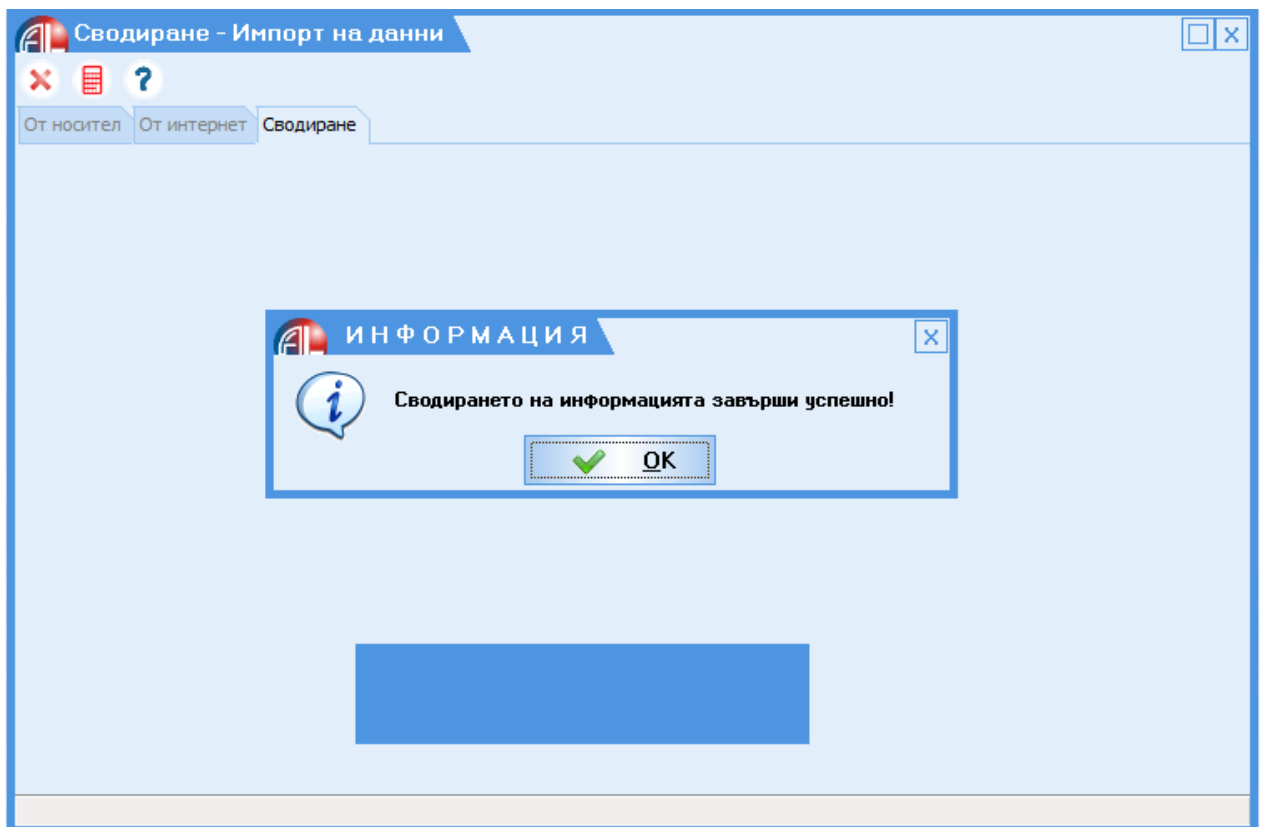 Сводиране - Импорт на данни
От носител От интернет Сводиране
ИНФОРМАЦИЯ
Сводирането на информацията завърши успешно!
OK